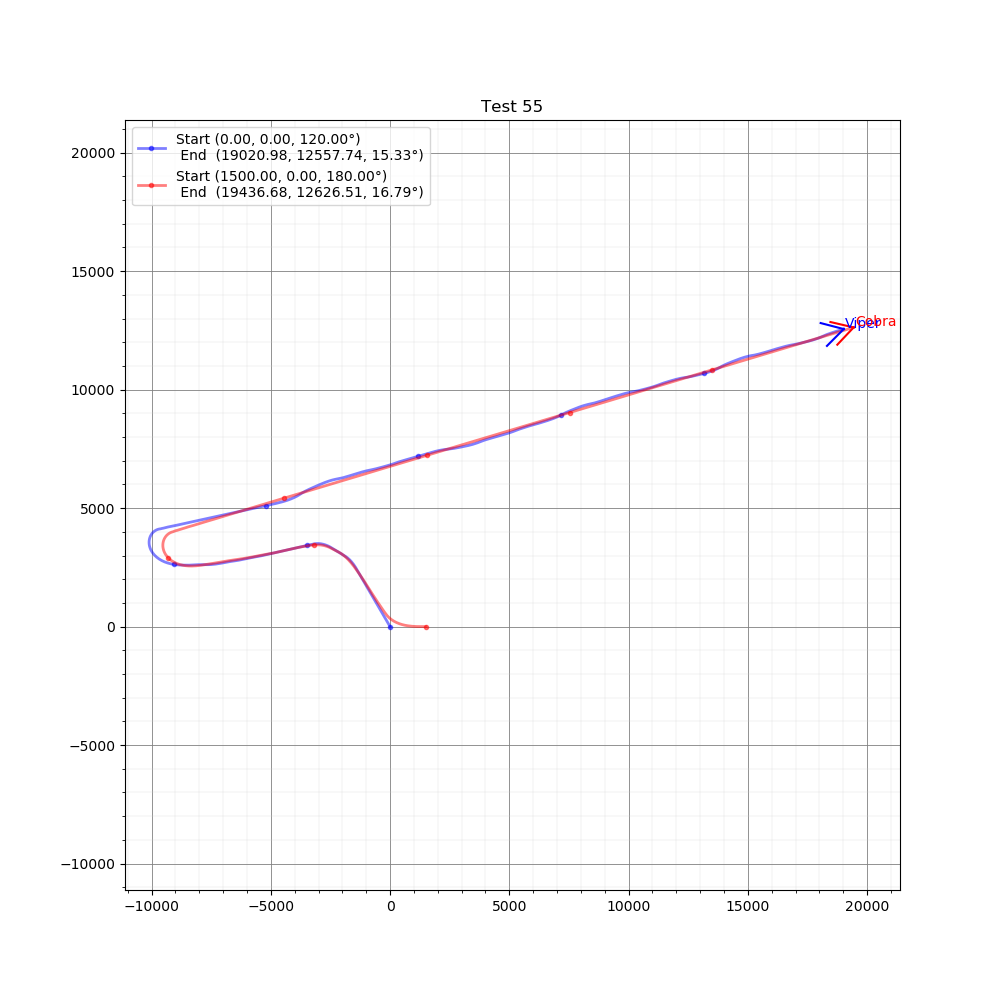 Test 55
Start (0.00, 0.00, 120.00°)
End (19020.98, 12557.74, 15.33°)
Start (1500.00, 0.00, 180.00°)
End (19436.68, 12626.51, 16.79°)
20000
15000
10000
5000
0
−5000
−10000
Viper
Cobra
−10000 −5000 0 5000 10000 15000 20000